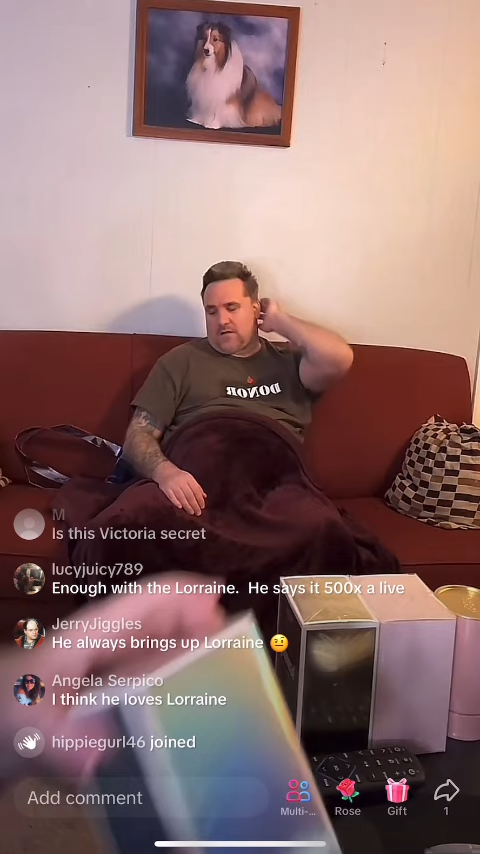 DONOR
M
Is this Victoria secret
lucyjuicy789
Enough with the Lorraine. He says it 500x a live
JerryJiggles
He always brings up Lorraine 😐
Angela Serpico
I think he loves Lorraine
hippiegurl46 joined
Add comment
Multi-...
Rose
Gift
1